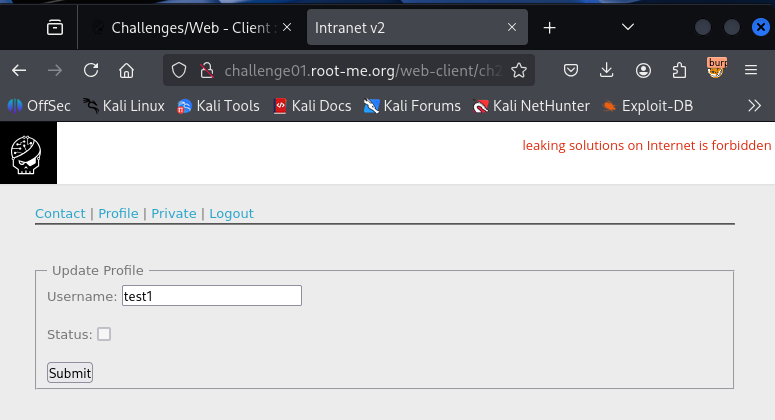 Challenges/Web - Client
Intranet v2
challenge01.root-me.org/web-client/ch2
burp
OffSec
Kali Linux
Kali Tools
Kali Docs
Kali Forums
Kali NetHunter
Exploit-DB
leaking solutions on Internet is forbidden
Contact | Profile | Private | Logout
Update Profile
Username: test1
Status:
Submit